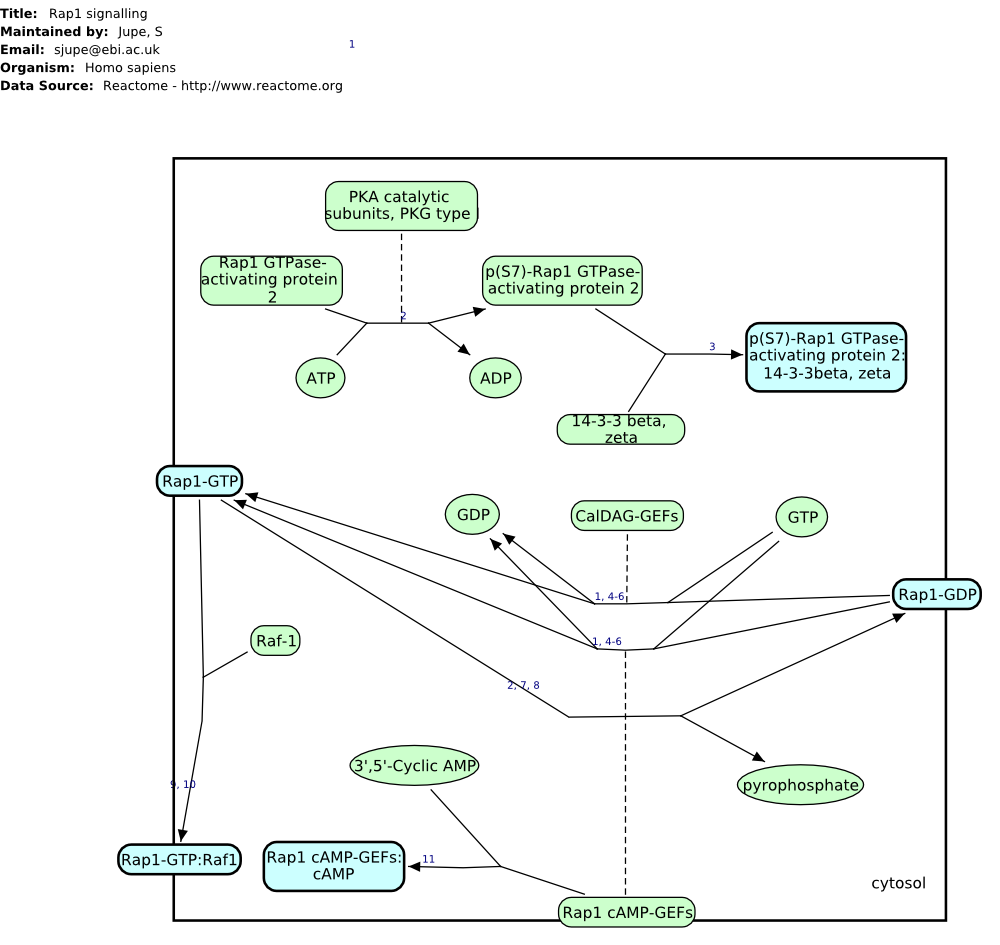 Title: Rap1 signalling
Maintained by: Jupe, S
Email: sjupe@ebi.ac.uk
Organism: Homo sapiens
Data Source: Reactome - http://www.reactome.org
1
PKA catalytic
subunits, PKG type I
Rap1 GTPase-
activating protein
2
p(S7)-Rap1 GTPase-
activating protein 2
2
ATP
ADP
3
p(S7)-Rap1 GTPase-
activating protein 2:
14-3-3beta, zeta
14-3-3 beta,
zeta
Rap1-GTP
GDP
CalDAG-GEFs
GTP
1, 4-6
Rap1-GDP
Raf-1
1, 4-6
2, 7, 8
3',5'-Cyclic AMP
pyrophosphate
9, 10
Rap1-GTP:Raf1
Rap1 cAMP-GEFs:
cAMP
11
cytosol
Rap1 cAMP-GEFs